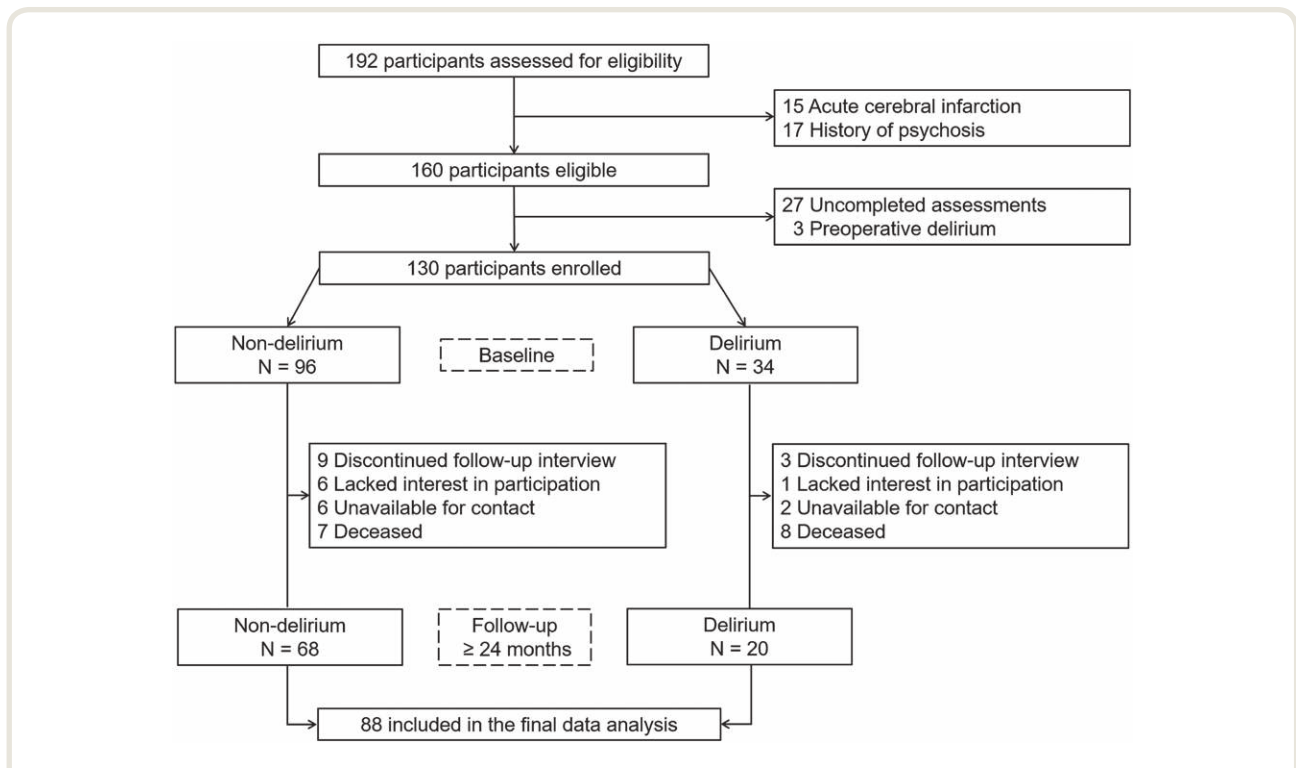 192 participants assessed for eligibility
15 Acute cerebral infarction
17 History of psychosis
160 participants eligible
27 Uncompleted assessments
3 Preoperative delirium
130 participants enrolled
Non-delirium
N = 96
Baseline
Delirium
N = 34
9 Discontinued follow-up interview
6 Lacked interest in participation
6 Unavailable for contact
7 Deceased
3 Discontinued follow-up interview
1 Lacked interest in participation
2 Unavailable for contact
8 Deceased
Non-delirium
N = 68
Follow-up
≥ 24 months
Delirium
N = 20
88 included in the final data analysis